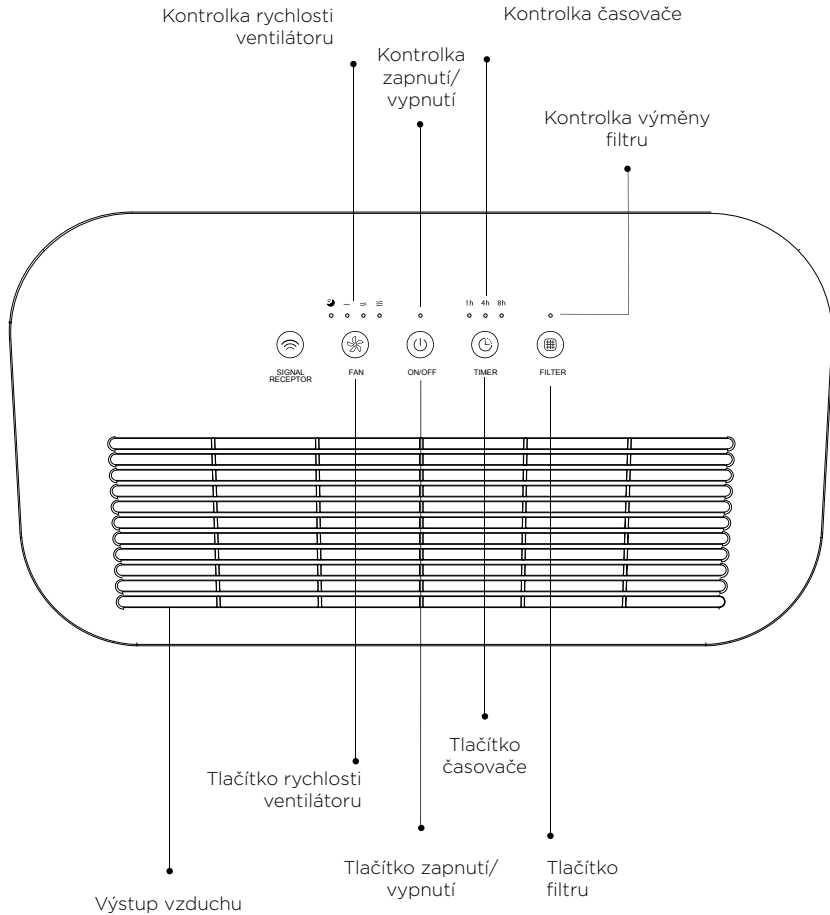 Kontrolka rychlosti
ventilátoru
Kontrolka časovače
Kontrolka
zapnutí/
vypnutí
Kontrolka výměny
filtru
1h 4h 8h
SIGNAL
RECEPTOR
FAN
ON/OFF
TIMER
FILTER
Tlačítko
časovače
Tlačítko rychlosti
ventilátoru
Tlačítko zapnutí/
vypnutí
Tlačítko
filtru
Výstup vzduchu